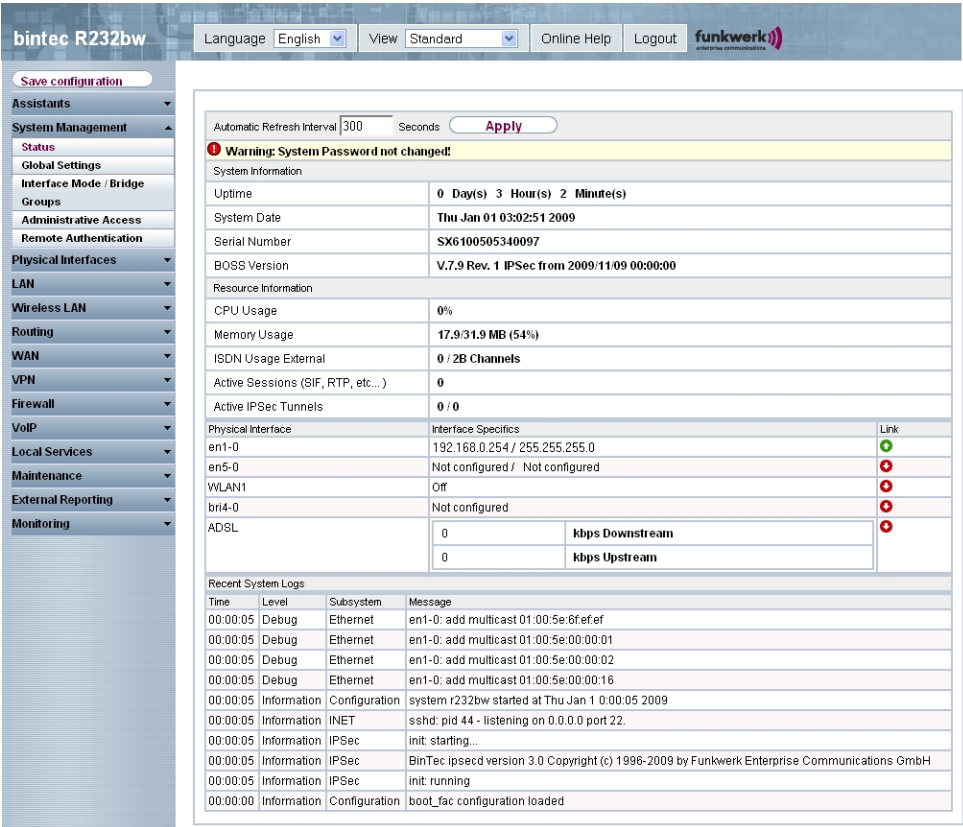 bintec R232bw
Language English View Standard Online Help Logout funkwerk
enterprise communications
Save configuration
Assistants
System Management
Status
Global Settings
Interface Mode / Bridge
Groups
Administrative Access
Remote Authentication
Physical Interfaces
LAN
Wireless LAN
Routing
WAN
VPN
Firewall
VoIP
Local Services
Maintenance
External Reporting
Monitoring
Automatic Refresh Interval 300 Seconds Apply
Warning: System Password not changed!
System Information
Uptime 0 Day(s) 3 Hour(s) 2 Minute(s)
System Date Thu Jan 01 03:02:51 2009
Serial Number SX6100505340097
BOSS Version V.7.9 Rev. 1 IPSec from 2009/11/09 00:00:00
Resource Information
CPU Usage 0%
Memory Usage 17.9/31.9 MB (54%)
ISDN Usage External 0 / 2B Channels
Active Sessions (SIF, RTP, etc... ) 0
Active IPSec Tunnels 0 / 0
Physical Interface Interface Specifics Link
en1-0 192.168.0.254 / 255.255.255.0
en5-0 Not configured / Not configured
WLAN1 Off
bri4-0 Not configured
ADSL 0 kbps Downstream
0 kbps Upstream
Recent System Logs
Time Level Subsystem Message
00:00:05 Debug Ethernet en1-0: add multicast 01:00:5e:6f:ef:ef
00:00:05 Debug Ethernet en1-0: add multicast 01:00:5e:00:00:01
00:00:05 Debug Ethernet en1-0: add multicast 01:00:5e:00:00:02
00:00:05 Debug Ethernet en1-0: add multicast 01:00:5e:00:00:16
00:00:05 Information Configuration system r232bw started at Thu Jan 1 0:00:05 2009
00:00:05 Information INET sshd: pid 44 - listening on 0.0.0.0 port 22.
00:00:05 Information IPSec init: starting...
00:00:05 Information IPSec BinTec ipsecd version 3.0 Copyright (c) 1996-2009 by Funkwerk Enterprise Communications GmbH
00:00:05 Information IPSec init: running
00:00:00 Information Configuration boot_fac configuration loaded